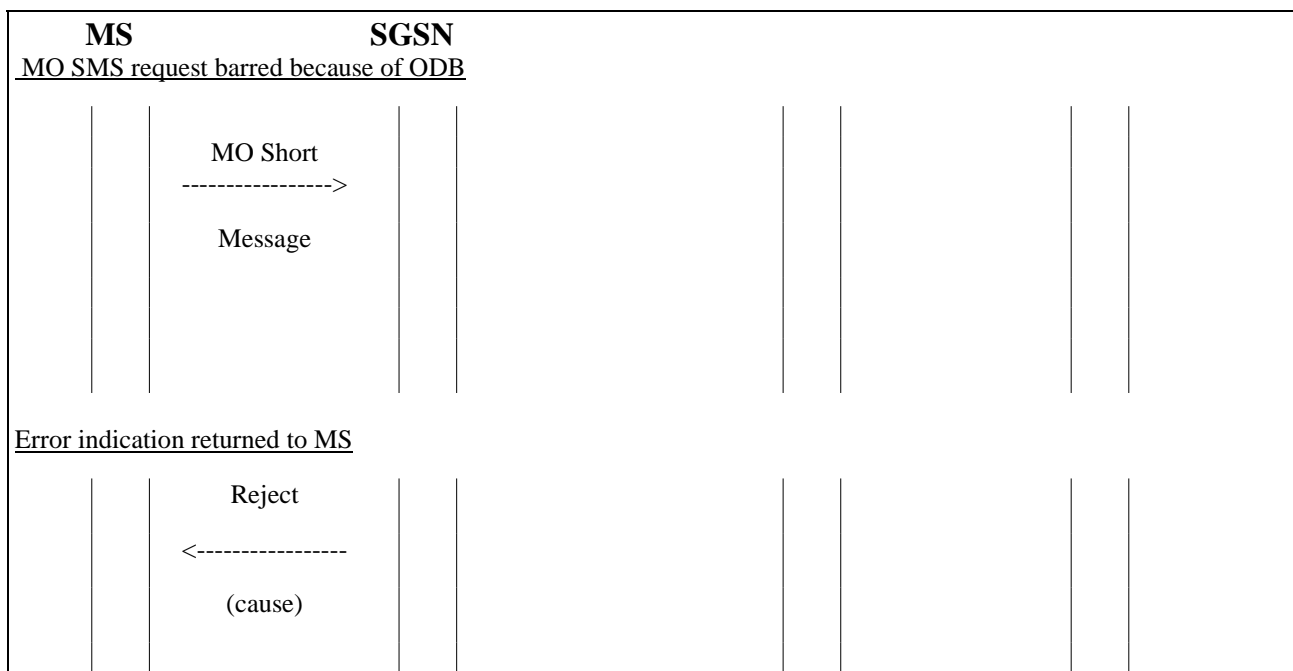 MS SGSN
MO SMS request barred because of ODB
MO Short
----------------->
Message
Error indication returned to MS
Reject
<-----------------
(cause)